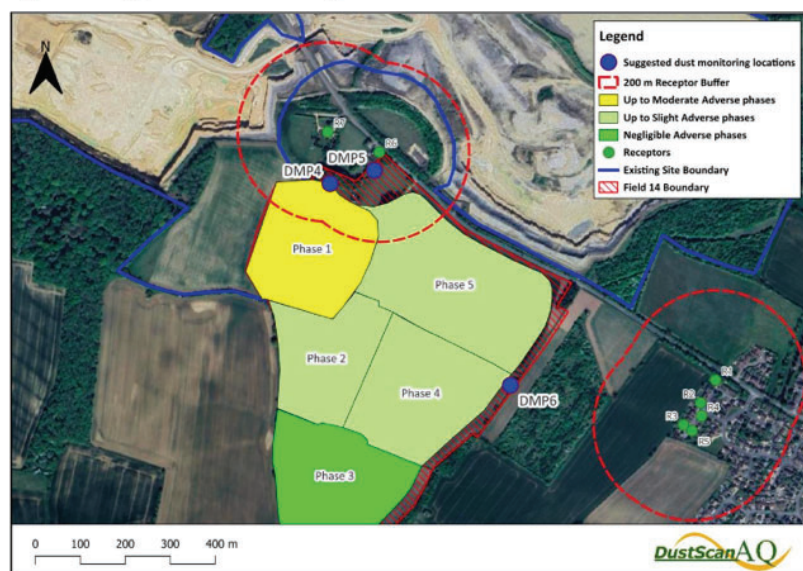 Legend
Suggested dust monitoring locations
200 m Receptor Buffer
Up to Moderate Adverse phases
Up to Slight Adverse phases
Negligible Adverse phases
Receptors
Existing Site Boundary
Field 14 Boundary
N
R7
R6
DMP5
DMP4
Phase 1
Phase 5
Phase 2
Phase 4
DMP6
R1
R2
R4
R3
R5
Phase 3
0 100 200 300 400 m
DustScanAQ